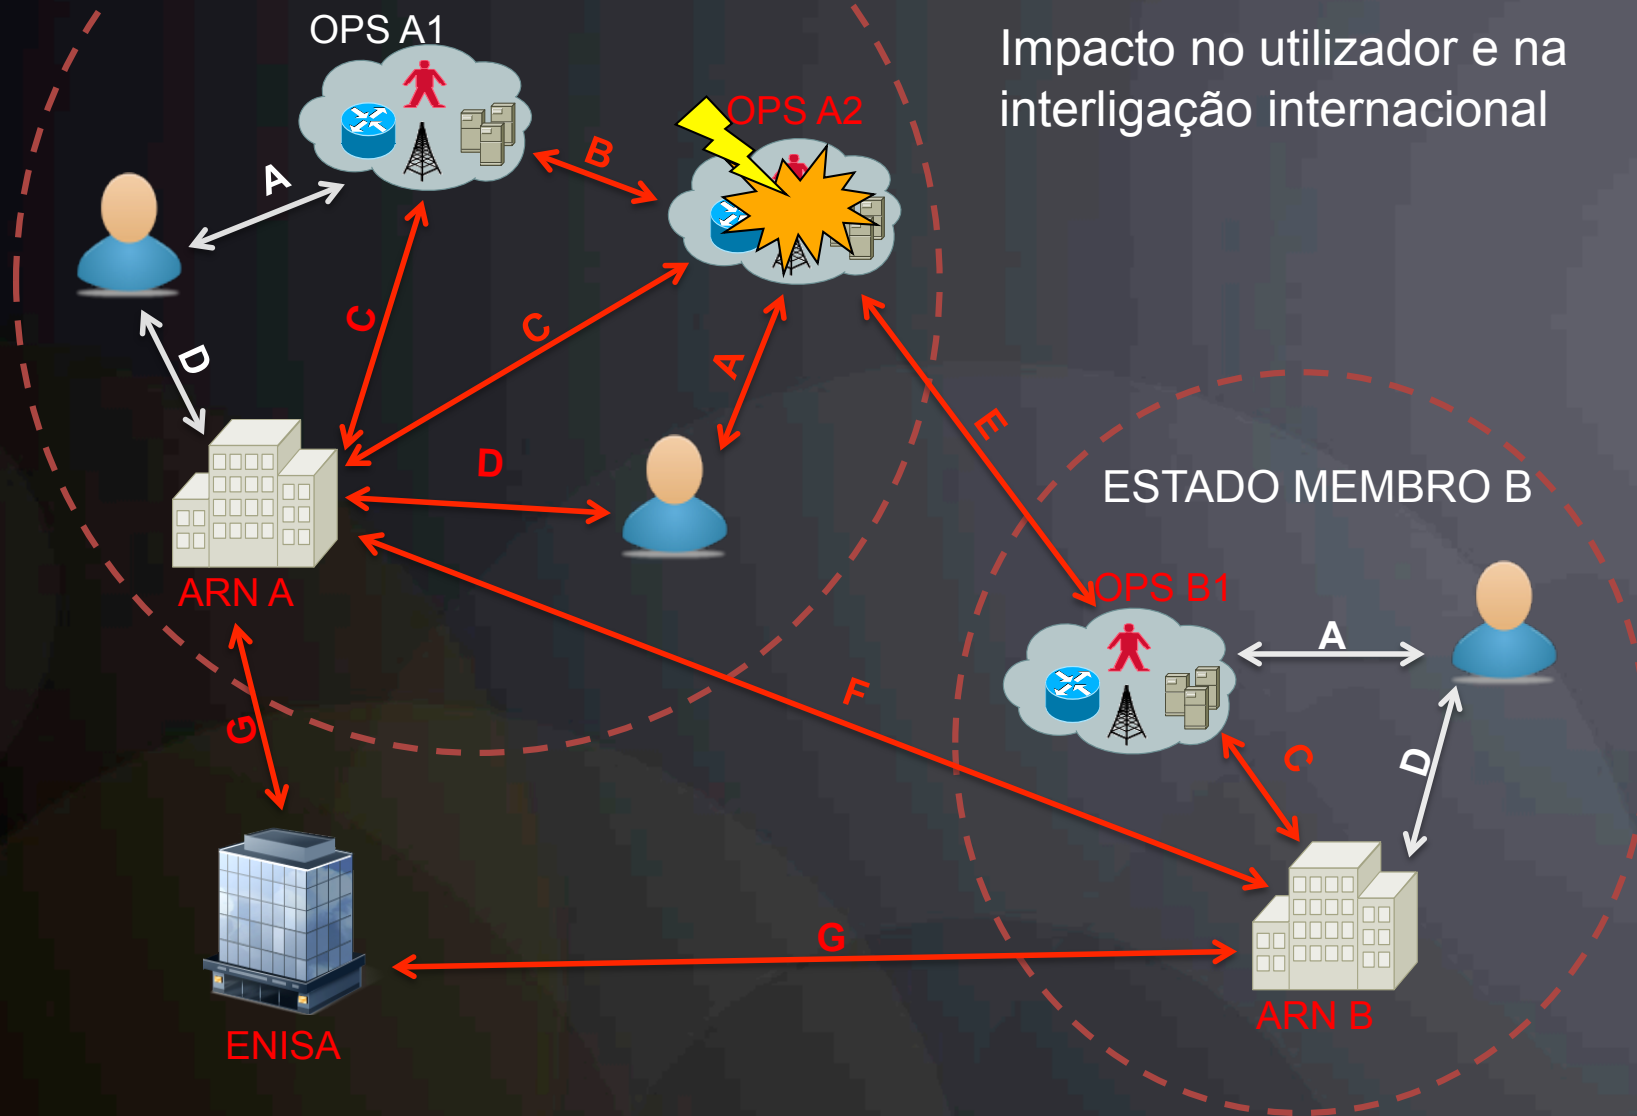 OPS A1
Impacto no utilizador e na
interligação internacional
OPS A2
B
A
C
C
D
A
D
E
ESTADO MEMBRO B
ARN A
OPS B1
A
F
G
C
D
G
ARN B
ENISA